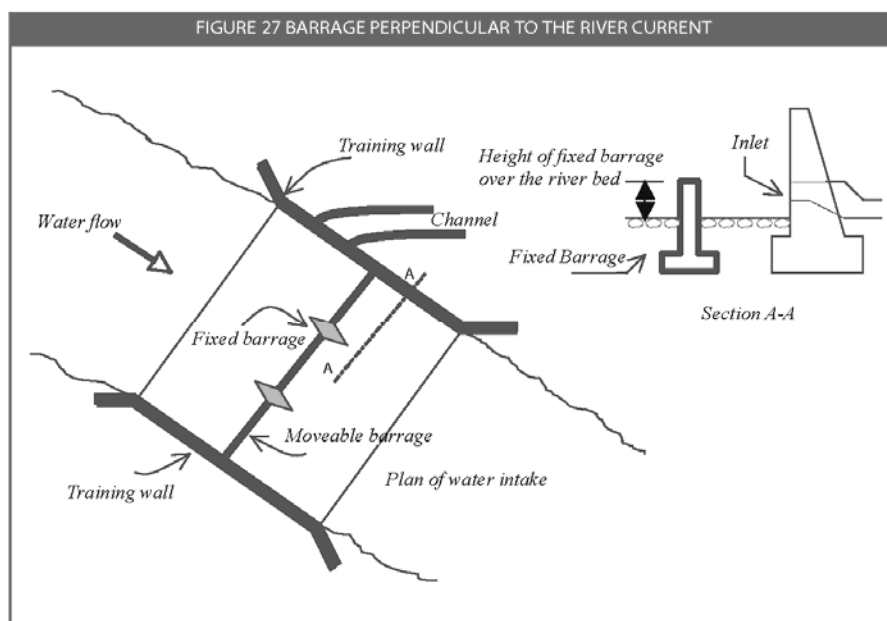 FIGURE 27 BARRAGE PERPENDICULAR TO THE RIVER CURRENT
Training wall
Water flow
Channel
A
Fixed barrage
A
Moveable barrage
Training wall
Plan of water intake
Height of fixed barrage
over the river bed
Inlet
Fixed Barrage
Section A-A